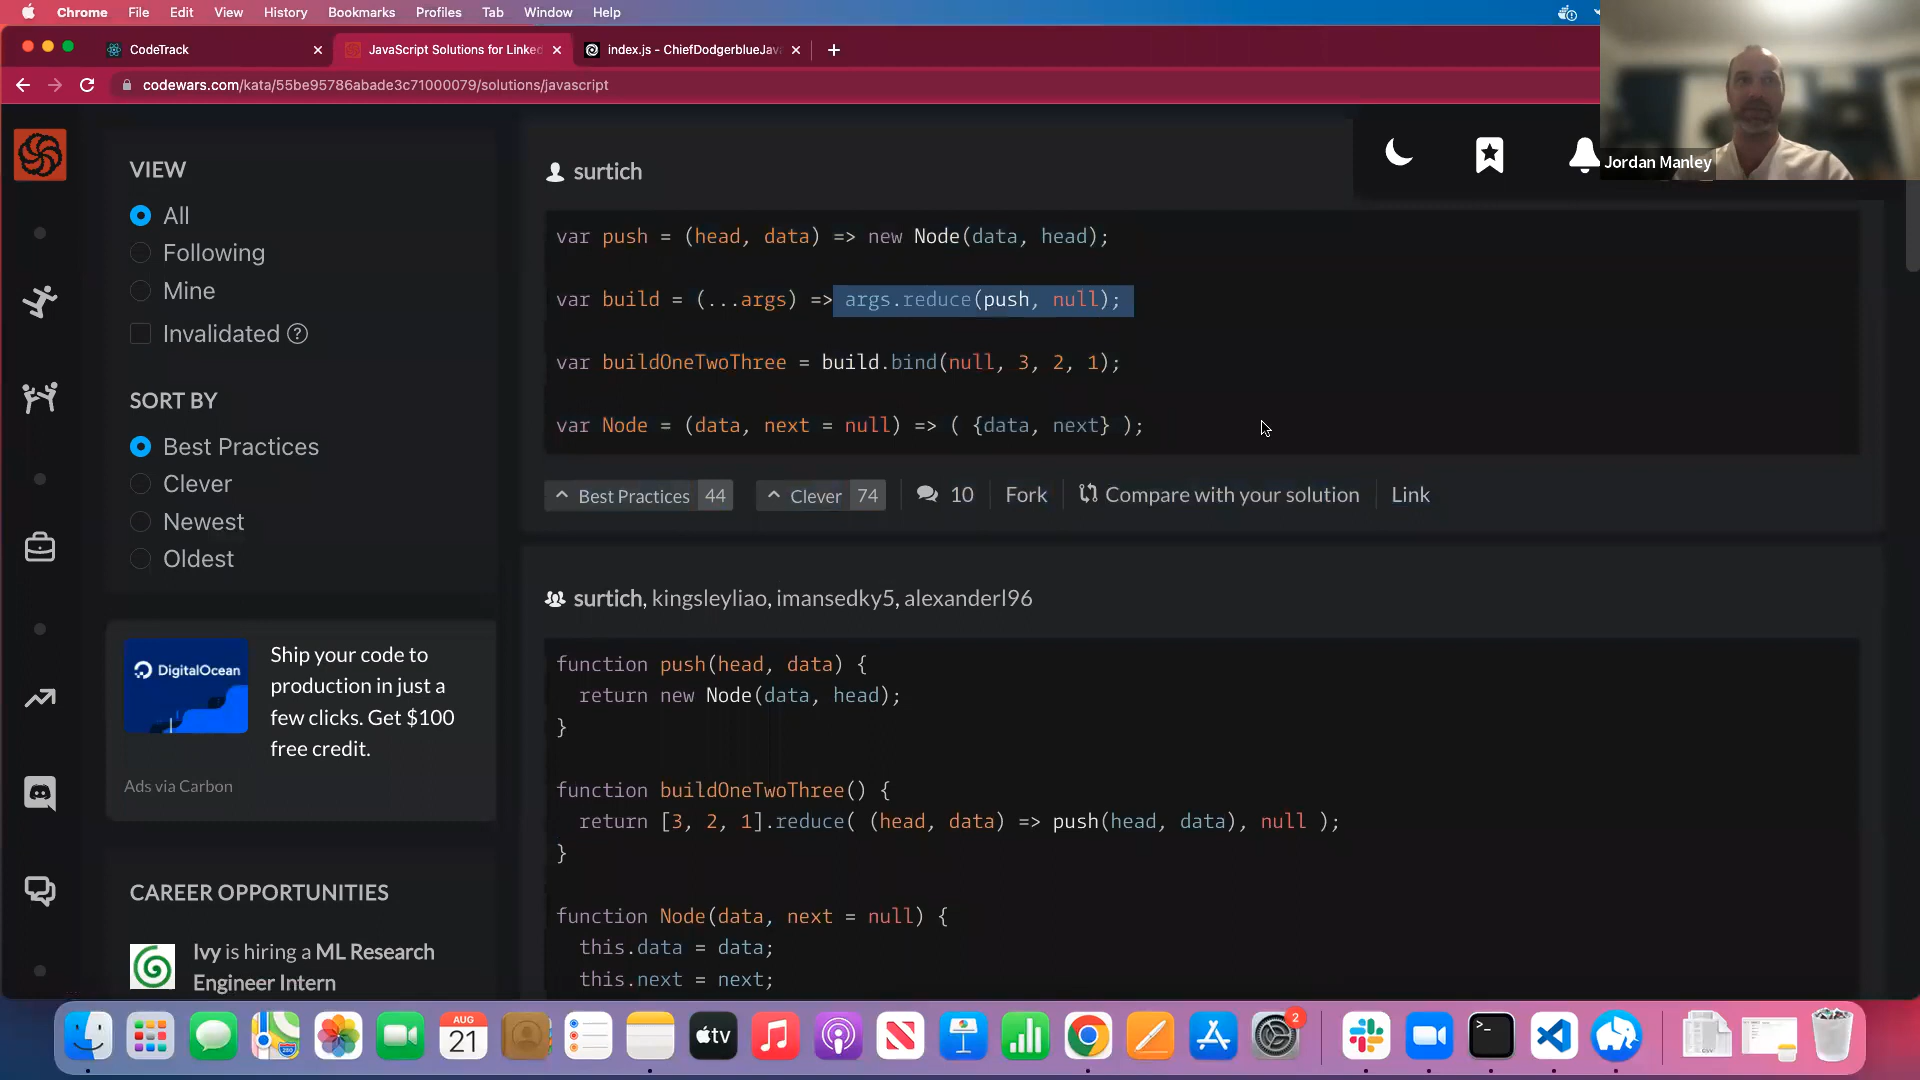 Chrome File Edit View History Bookmarks Profiles Tab Window Help
CodeTrack
JavaScript Solutions for Linked
index.js - ChiefDodgerblueJav
codewars.com/kata/55be95786abade3c71000079/solutions/javascript
Jordan Manley
VIEW
All
Following
Mine
Invalidated ?
SORT BY
Best Practices
Clever
Newest
Oldest
DigitalOcean
Ship your code to
production in just a
few clicks. Get $100
free credit.
Ads via Carbon
CAREER OPPORTUNITIES
Ivy is hiring a ML Research
Engineer Intern
surtich
var push = (head, data) => new Node(data, head);
var build = (...args) => args.reduce(push, null);
var buildOneTwoThree = build.bind(null, 3, 2, 1);
var Node = (data, next = null) => ( {data, next} );
Best Practices 44 Clever 74 10 Fork Compare with your solution Link
surtich, kingsleyliao, imansedky5, alexanderl96
function push(head, data) {
return new Node(data, head);
}
function buildOneTwoThree() {
return [3, 2, 1].reduce( (head, data) => push(head, data), null );
}
function Node(data, next = null) {
this.data = data;
this.next = next;
AUG
21
tv
2